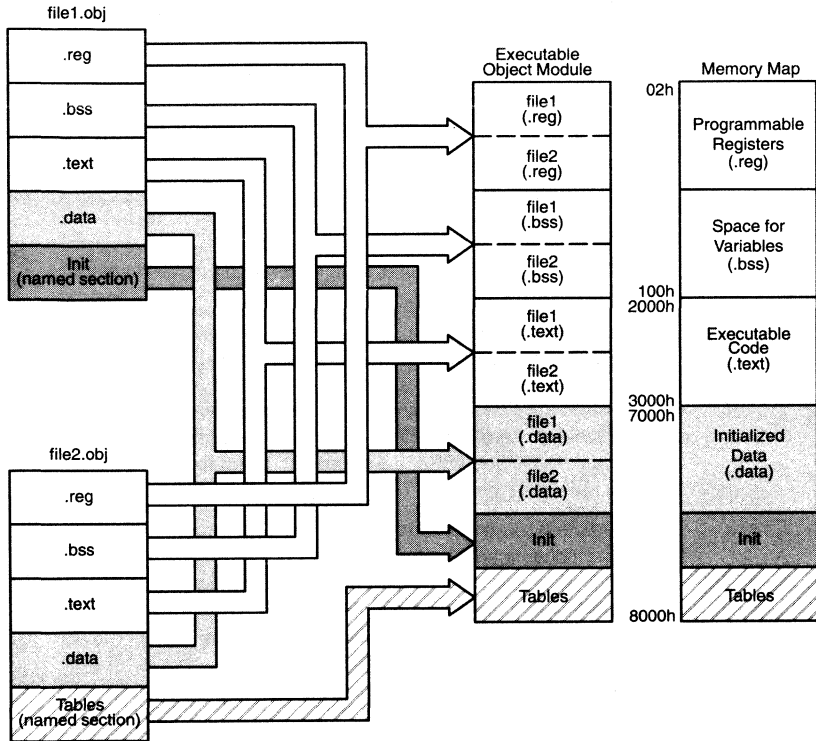 file1.obj
.reg
.bss
.text
.data
Init
(named section)
file2.obj
.reg
.bss
.text
.data
Tables
(named section)
Executable
Object Module
file1
(.reg)
file2
(.reg)
file1
(.bss)
file2
(.bss)
file1
(.text)
file2
(.text)
file1
(.data)
file2
(.data)
Init
Tables
Memory Map
02h
Programmable
Registers
(.reg)
Space for
Variables
(.bss)
100h
2000h
Executable
Code
(.text)
3000h
7000h
Initialized
Data
(.data)
Init
Tables
8000h